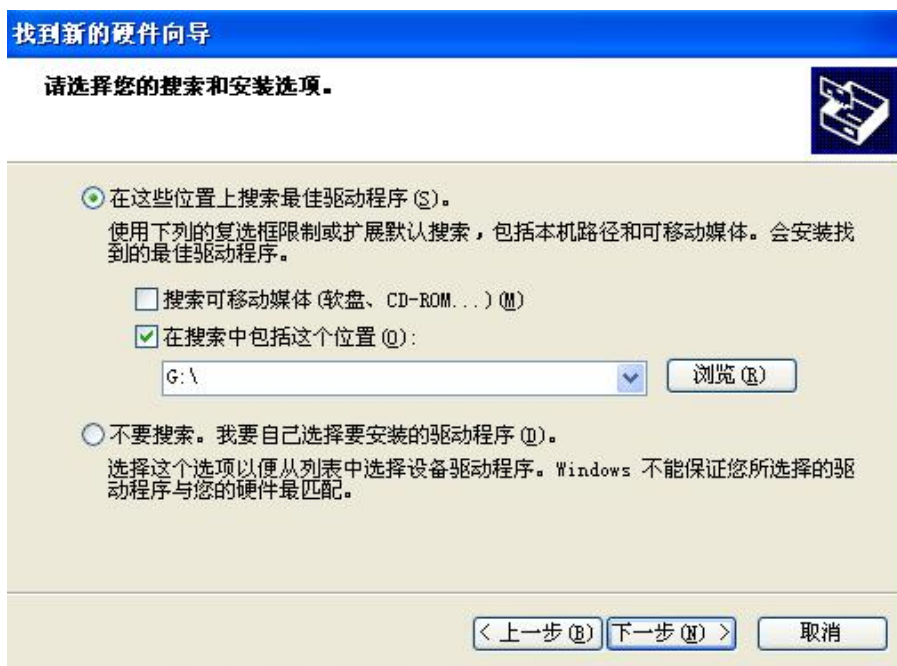 找到新的硬件向导
请选择您的搜索和安装选项。
在这些位置上搜索最佳驱动程序(S)。
使用下列的复选框限制或扩展默认搜索，包括本机路径和可移动媒体。会安装找
到的最佳驱动程序。
搜索可移动媒体(软盘、CD-ROM...)(M)
在搜索中包括这个位置(O):
G:\
浏览(R)
不要搜索。我要自己选择要安装的驱动程序(D)。
选择这个选项以便从列表中选择设备驱动程序。Windows 不能保证您所选择的驱
动程序与您的硬件最匹配。
< 上一步(B) 下一步(N) > 取消